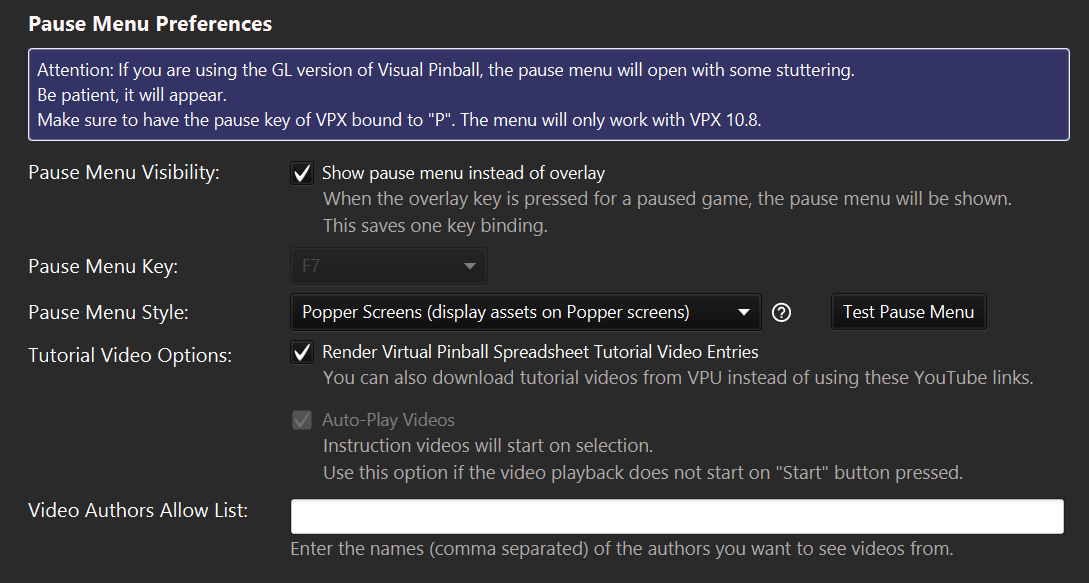 Pause Menu Preferences
Attention: If you are using the GL version of Visual Pinball, the pause menu will open with some stuttering.
Be patient, it will appear.
Make sure to have the pause key of VPX bound to "P". The menu will only work with VPX 10.8.
Pause Menu Visibility:
Show pause menu instead of overlay
When the overlay key is pressed for a paused game, the pause menu will be shown.
This saves one key binding.
Pause Menu Key:
F7
Pause Menu Style:
Popper Screens (display assets on Popper screens)
?
Test Pause Menu
Tutorial Video Options:
Render Virtual Pinball Spreadsheet Tutorial Video Entries
You can also download tutorial videos from VPU instead of using these YouTube links.
Auto-Play Videos
Instruction videos will start on selection.
Use this option if the video playback does not start on "Start" button pressed.
Video Authors Allow List:
Enter the names (comma separated) of the authors you want to see videos from.